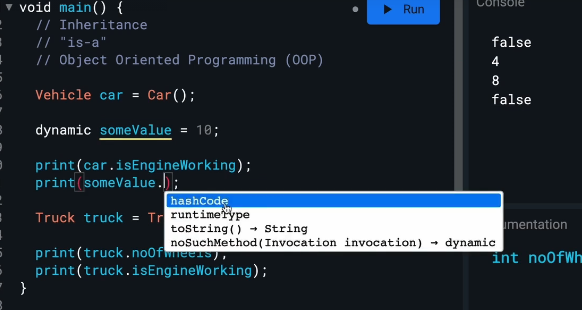 void main() {
// Inheritance
// "is-a"
// Object Oriented Programming (OOP)
Vehicle car = Car();
dynamic someValue = 10;
print(car.isEngineWorking);
print(someValue.);
hashCode
runtimeType
toString() → String
noSuchMethod(Invocation invocation) → dynamic
Truck truck = Tr
print(truck.noOfWheels);
print(truck.isEngineWorking);
}
Run
Console
false
4
8
false
umentation
int noOfWh